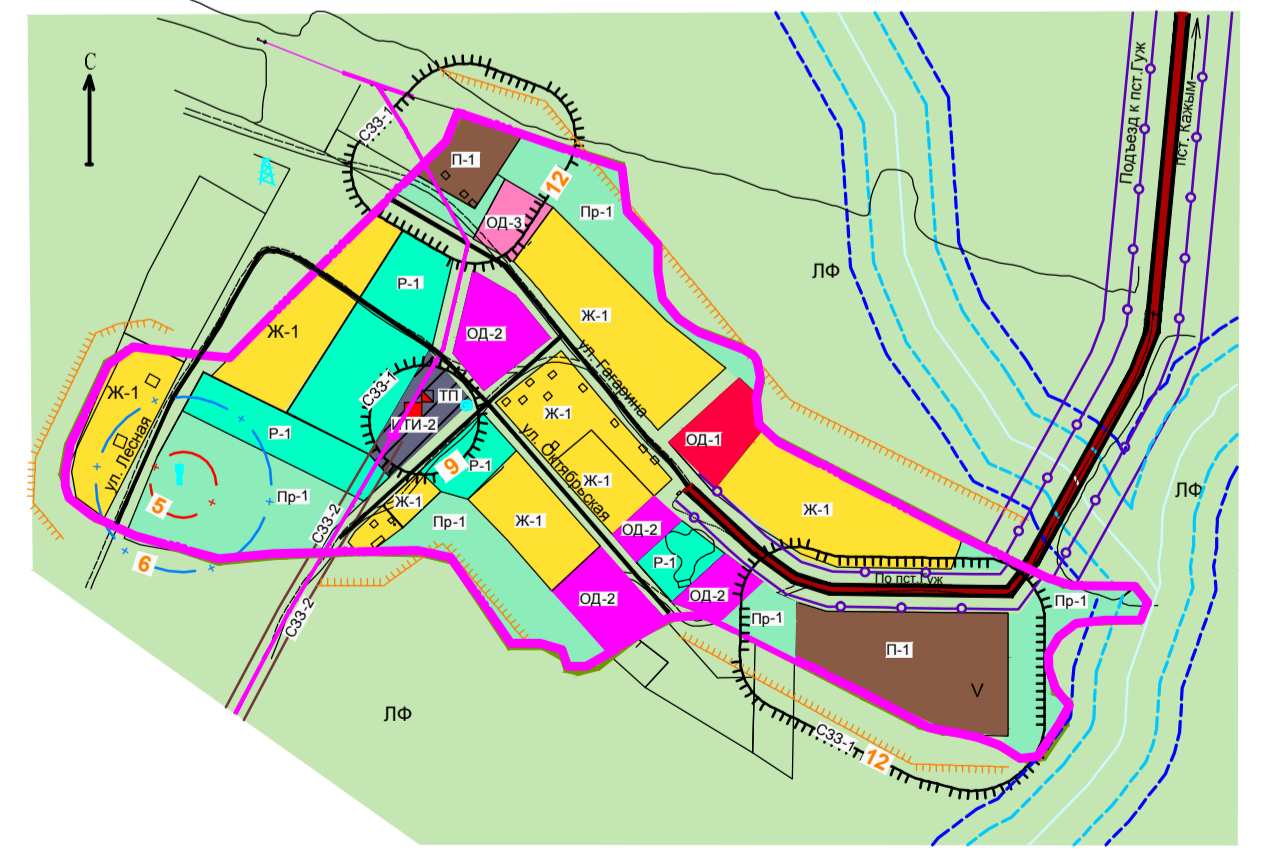 С
СЗЗ-1
П-1
12
ОД-3
Пр-1
Подъезд к пст.Гуж
пст. Кажым
ЛФ
Р-1
Ж-1
ОД-2
Ж-1
ул. Гагарина
СЗЗ-1
ТП
ИТИ-2
Ж-1
ул. Лесная
Р-1
9
Р-1
Ж-1
ул. Октябрьская
Ж-1
ОД-1
ЛФ
5
6
Пр-1
Ж-1
СЗЗ-2
Пр-1
Ж-1
ОД-2
Ж-1
Р-1
По пст.Гуж
СЗЗ-2
ОД-2
ОД-2
Пр-1
Пр-1
П-1
V
ЛФ
СЗЗ-1
12